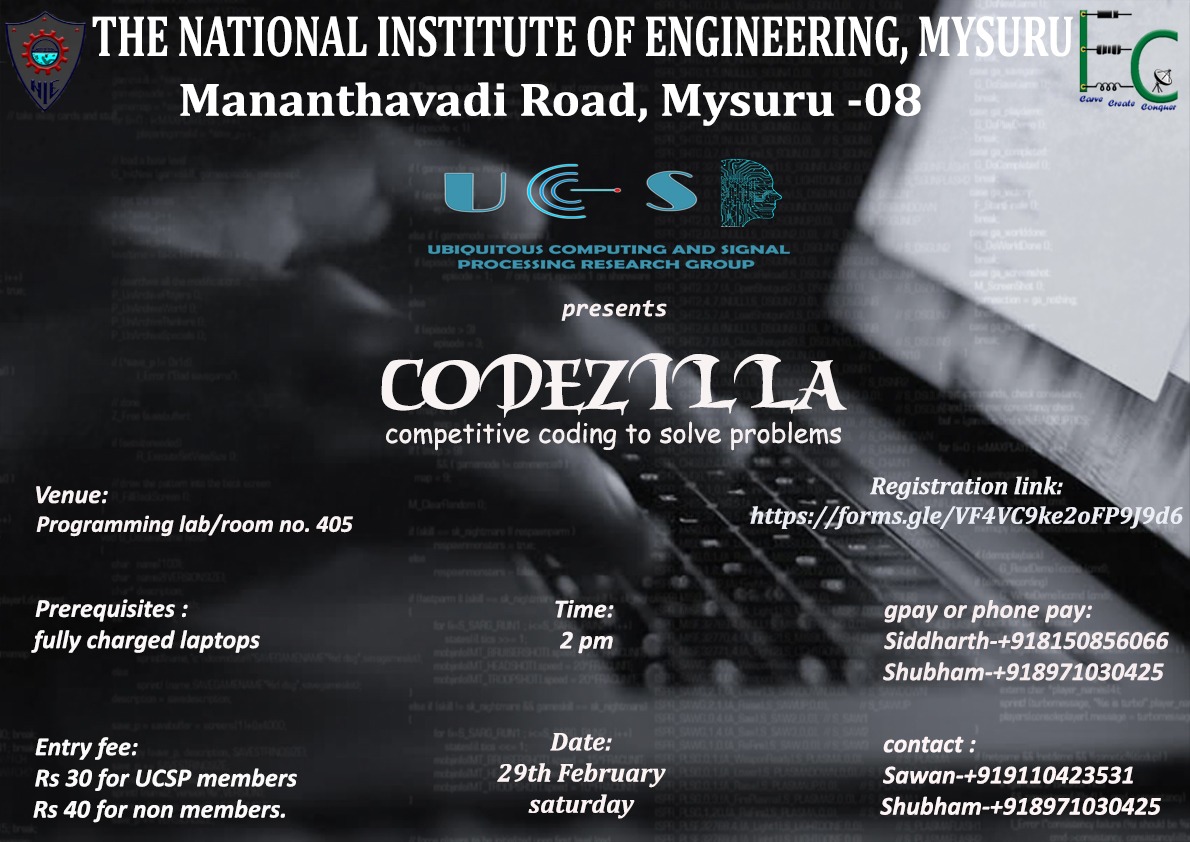 THE NATIONAL INSTITUTE OF ENGINEERING, MYSURU
Mananthavadi Road, Mysuru -08
NIE
EC
Carve Create Conquer
UCSP
UBIQUITOUS COMPUTING AND SIGNAL
PROCESSING RESEARCH GROUP
presents
CODEZILLA
competitive coding to solve problems
Venue:
Programming lab/room no. 405
Registration link:
https://forms.gle/VF4VC9ke2oFP9J9d6
Prerequisites :
fully charged laptops
Time:
2 pm
gpay or phone pay:
Siddharth-+918150856066
Shubham-+918971030425
Entry fee:
Rs 30 for UCSP members
Rs 40 for non members.
Date:
29th February
saturday
contact :
Sawan-+919110423531
Shubham-+918971030425